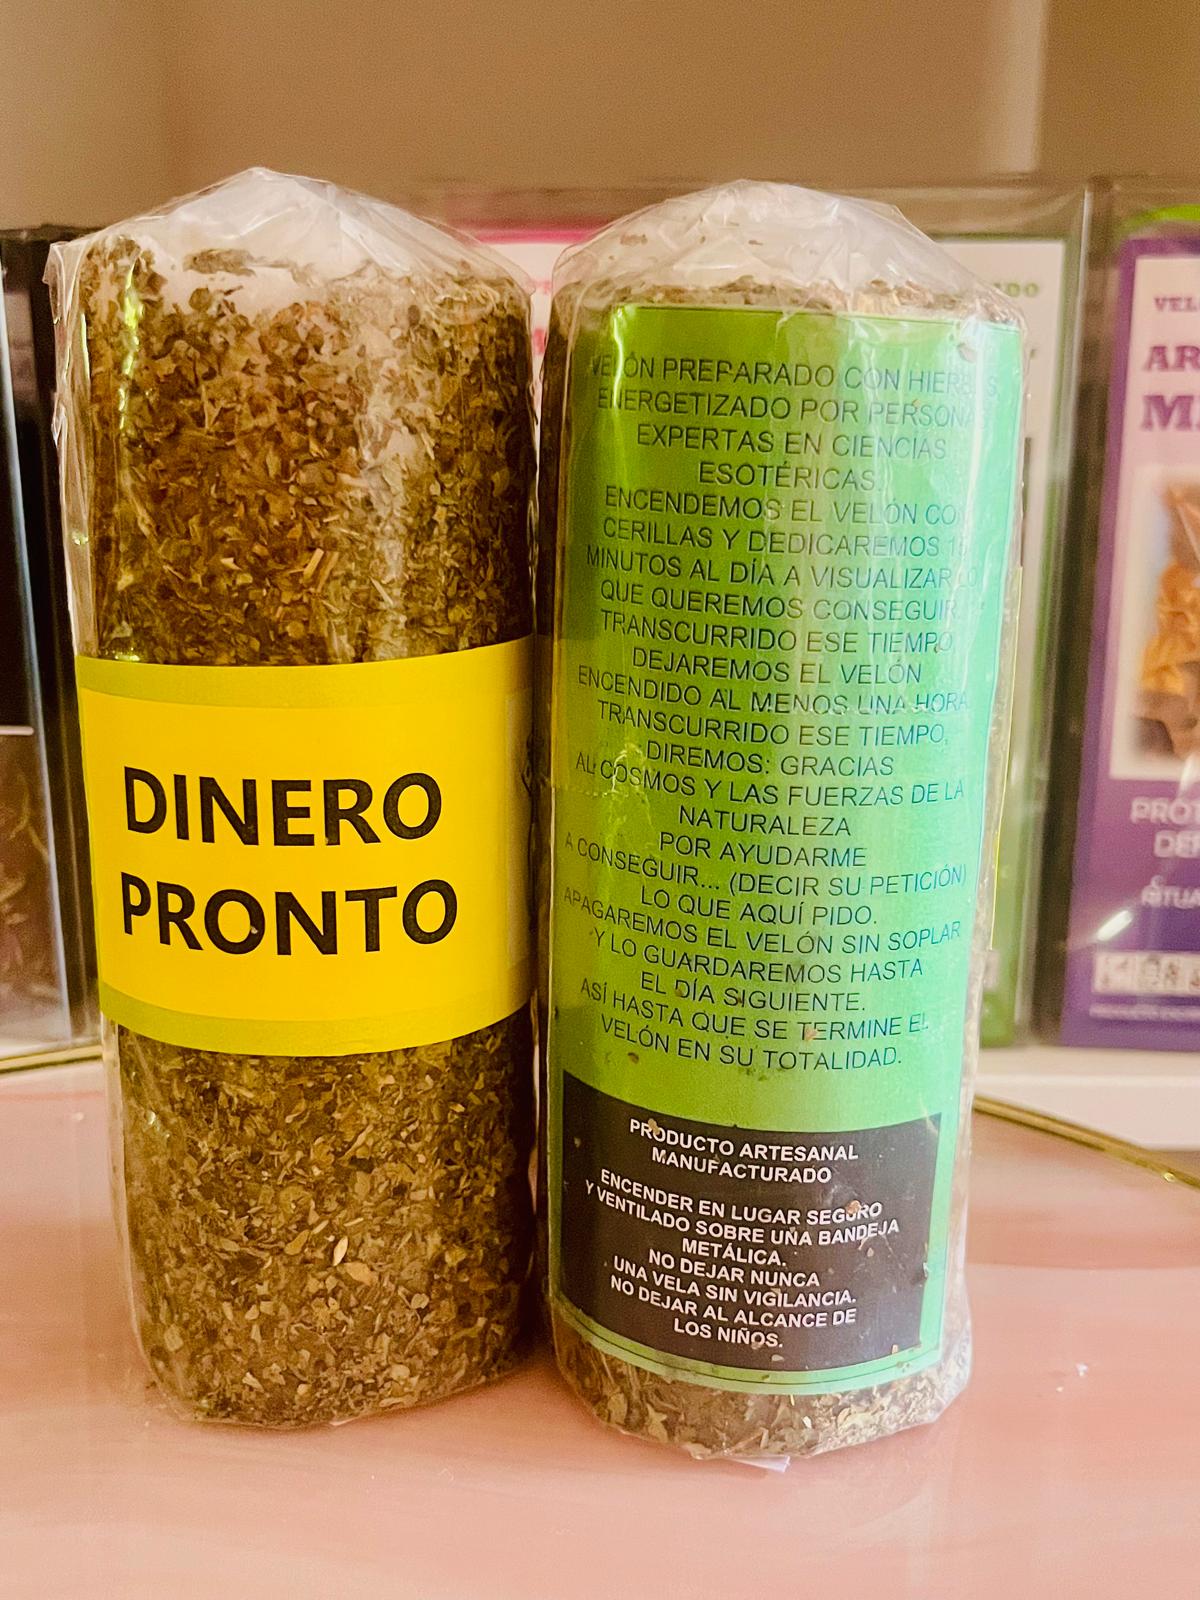 DINERO
PRONTO
VELÓN PREPARADO CON HIERBAS
ENERGETIZADO POR PERSONAS
EXPERTAS EN CIENCIAS
ESOTÉRICAS.
ENCENDEMOS EL VELÓN CON
CERILLAS Y DEDICAREMOS 15
MINUTOS AL DÍA A VISUALIZAR LO
QUE QUEREMOS CONSEGUIR.
TRANSCURRIDO ESE TIEMPO,
DEJAREMOS EL VELÓN
ENCENDIDO AL MENOS UNA HORA
TRANSCURRIDO ESE TIEMPO,
DIREMOS: GRACIAS
AL COSMOS Y LAS FUERZAS DE LA
NATURALEZA
POR AYUDARME
A CONSEGUIR... (DECIR SU PETICIÓN)
LO QUE AQUÍ PIDO.
APAGAREMOS EL VELÓN SIN SOPLAR
Y LO GUARDAREMOS HASTA
EL DÍA SIGUIENTE.
ASÍ HASTA QUE SE TERMINE EL
VELÓN EN SU TOTALIDAD.
PRODUCTO ARTESANAL
MANUFACTURADO
ENCENDER EN LUGAR SEGURO
Y VENTILADO SOBRE UNA BANDEJA
METÁLICA.
NO DEJAR NUNCA
UNA VELA SIN VIGILANCIA.
NO DEJAR AL ALCANCE DE
LOS NIÑOS.